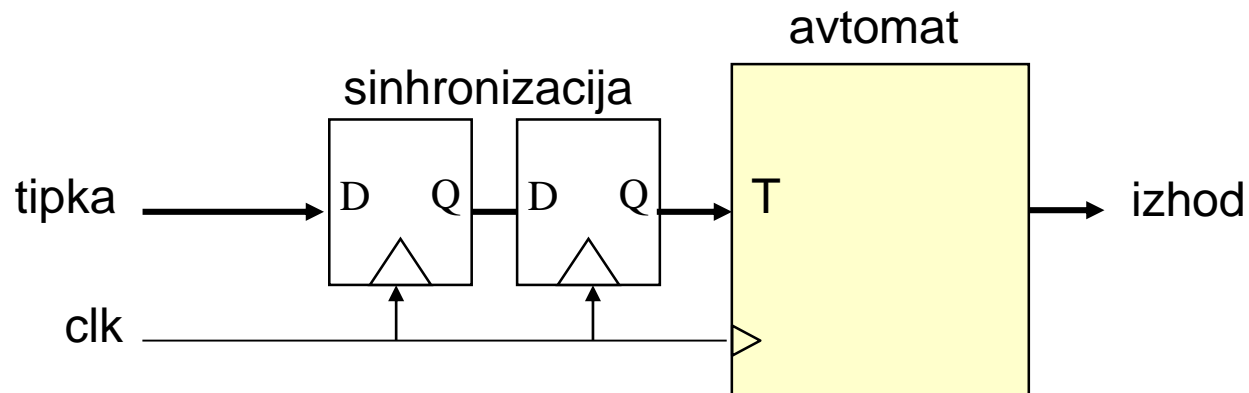 avtomat
sinhronizacija
tipka
D Q D Q
T
izhod
clk